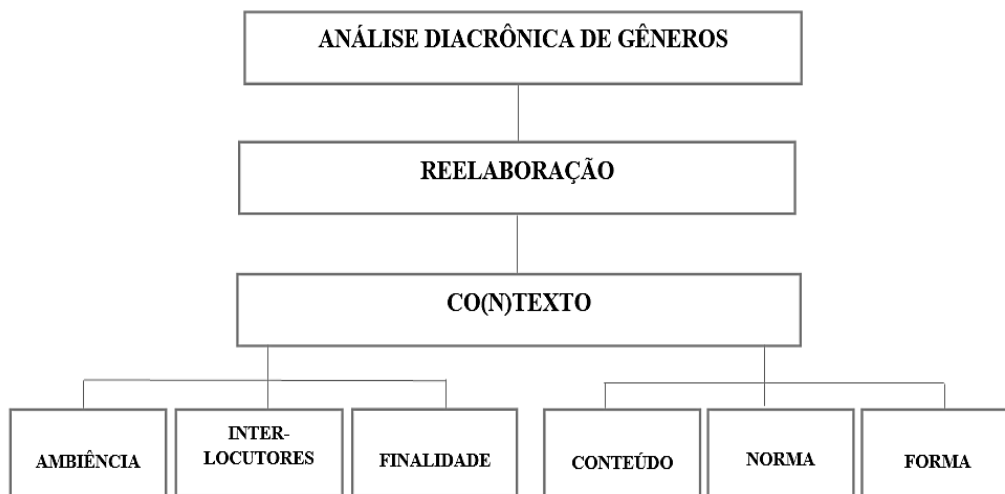 ANÁLISE DIACRÔNICA DE GÊNEROS
REELABORAÇÃO
CO(N)TEXTO
AMBIÊNCIA
INTER-
LOCUTORES
FINALIDADE
CONTEÚDO
NORMA
FORMA